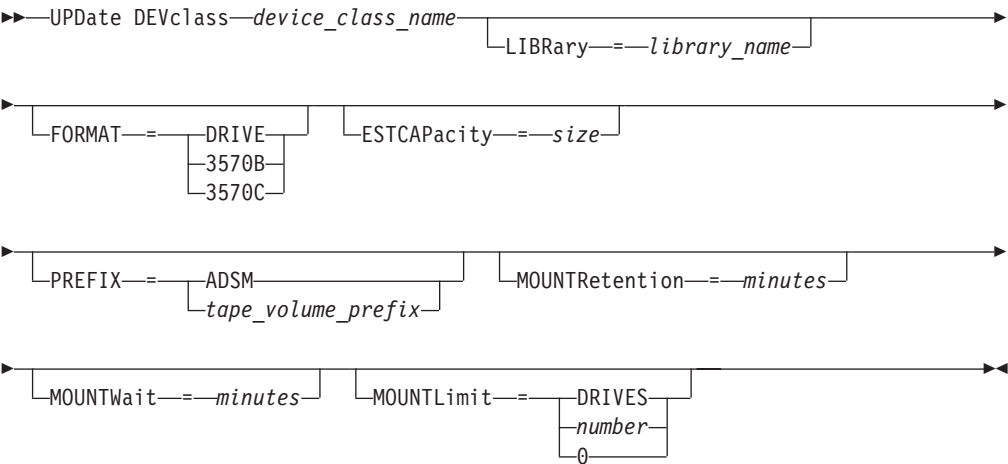 UPDate DEVclass device_class_name
LIBRary = library_name
FORMAT = DRIVE
3570B
3570C
ESTCAPacity = size
PREFIX = ADSM
tape_volume_prefix
MOUNTRetention = minutes
MOUNTWait = minutes
MOUNTLimit = DRIVES
number
0